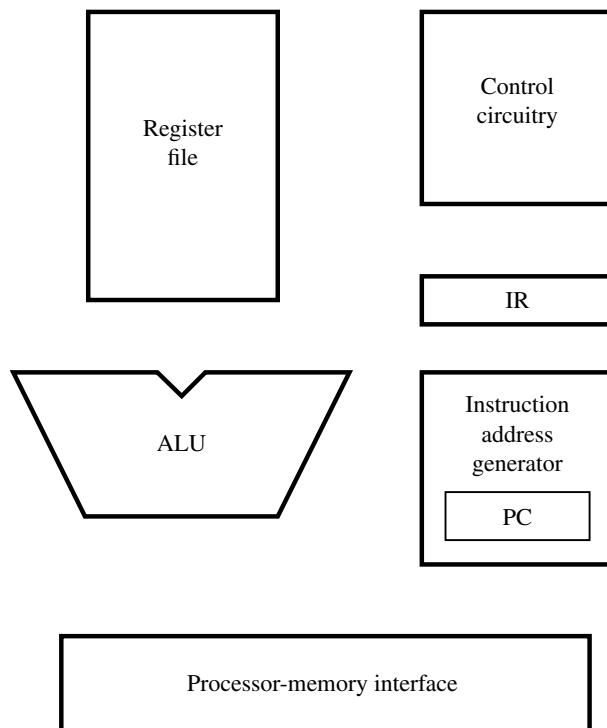 Register
file
Control
circuitry
IR
ALU
Instruction
address
generator
PC
Processor-memory interface